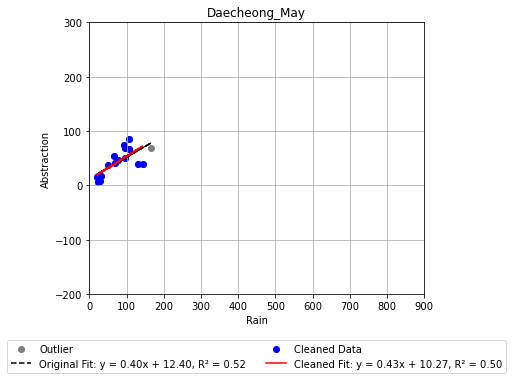 Daecheong_May
300
200
100
0
−100
−200
Abstraction
0 100 200 300 400 500 600 700 800 900
Rain
Outlier Cleaned Data
Original Fit: y = 0.40x + 12.40, R² = 0.52 Cleaned Fit: y = 0.43x + 10.27, R² = 0.50